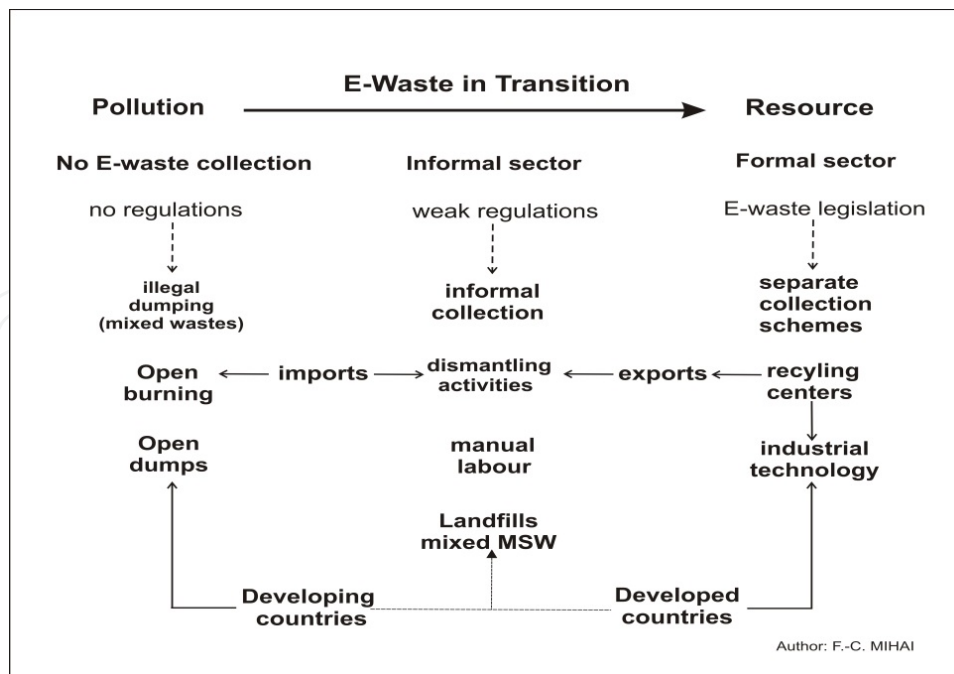 E-Waste in Transition
Pollution
Resource
No E-waste collection
Informal sector
Formal sector
no regulations
weak regulations
E-waste legislation
illegal
dumping
(mixed wastes)
informal
collection
separate
collection
schemes
Open
burning
imports
dismantling
activities
exports
recyling
centers
Open
dumps
manual
labour
industrial
technology
Landfills
mixed MSW
Developing
countries
Developed
countries
Author: F.-C. MIHAI